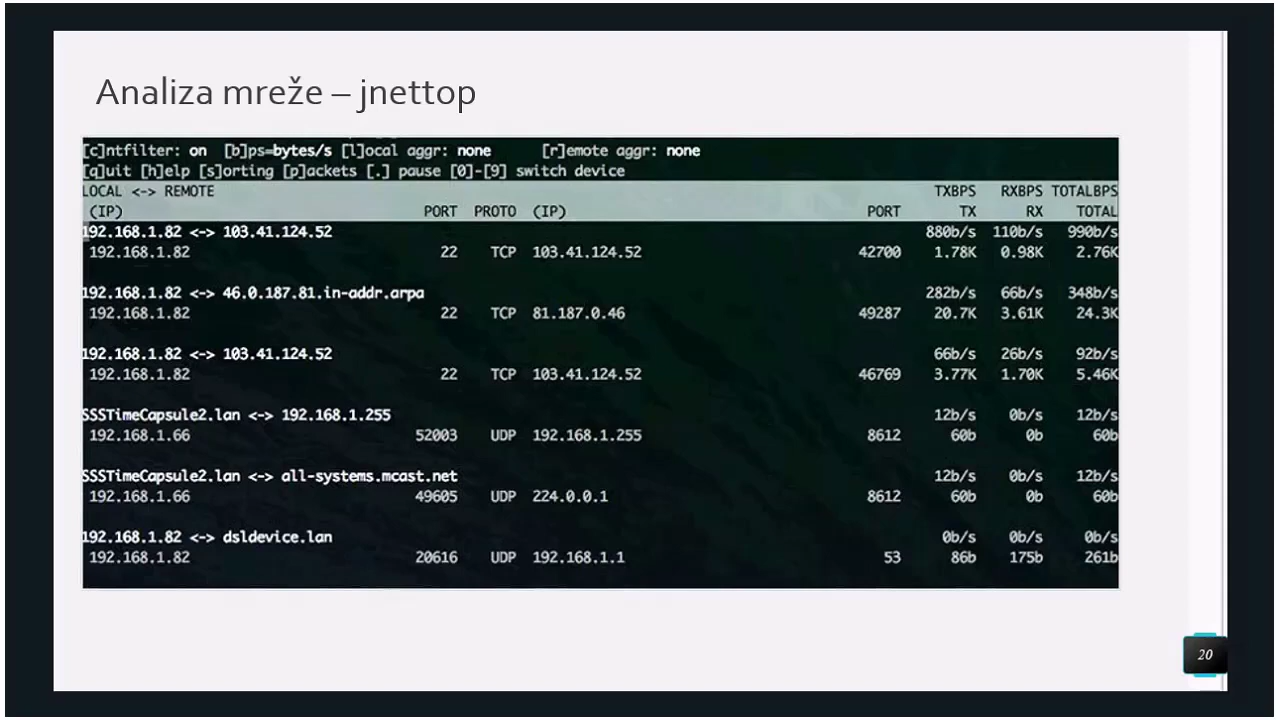 Analiza mreže – jnettop
[c]ntfilter: on [b]ps=bytes/s [l]ocal aggr: none [r]emote aggr: none
[q]uit [h]elp [s]orting [p]ackets [.] pause [0]-[9] switch device
LOCAL <-> REMOTE TXBPS RXBPS TOTALBPS
(IP) PORT PROTO (IP) PORT TX RX TOTAL
192.168.1.82 <-> 103.41.124.52 880b/s 110b/s 990b/s
192.168.1.82 22 TCP 103.41.124.52 42700 1.78K 0.98K 2.76K
192.168.1.82 <-> 46.0.187.81.in-addr.arpa 282b/s 66b/s 348b/s
192.168.1.82 22 TCP 81.187.0.46 49287 20.7K 3.61K 24.3K
192.168.1.82 <-> 103.41.124.52 66b/s 26b/s 92b/s
192.168.1.82 22 TCP 103.41.124.52 46769 3.77K 1.70K 5.46K
SSSTimeCapsule2.lan <-> 192.168.1.255 12b/s 0b/s 12b/s
192.168.1.66 52003 UDP 192.168.1.255 8612 60b 0b 60b
SSSTimeCapsule2.lan <-> all-systems.mcast.net 12b/s 0b/s 12b/s
192.168.1.66 49605 UDP 224.0.0.1 8612 60b 0b 60b
192.168.1.82 <-> dsldevice.lan 0b/s 0b/s 0b/s
192.168.1.82 20616 UDP 192.168.1.1 53 86b 175b 261b
20